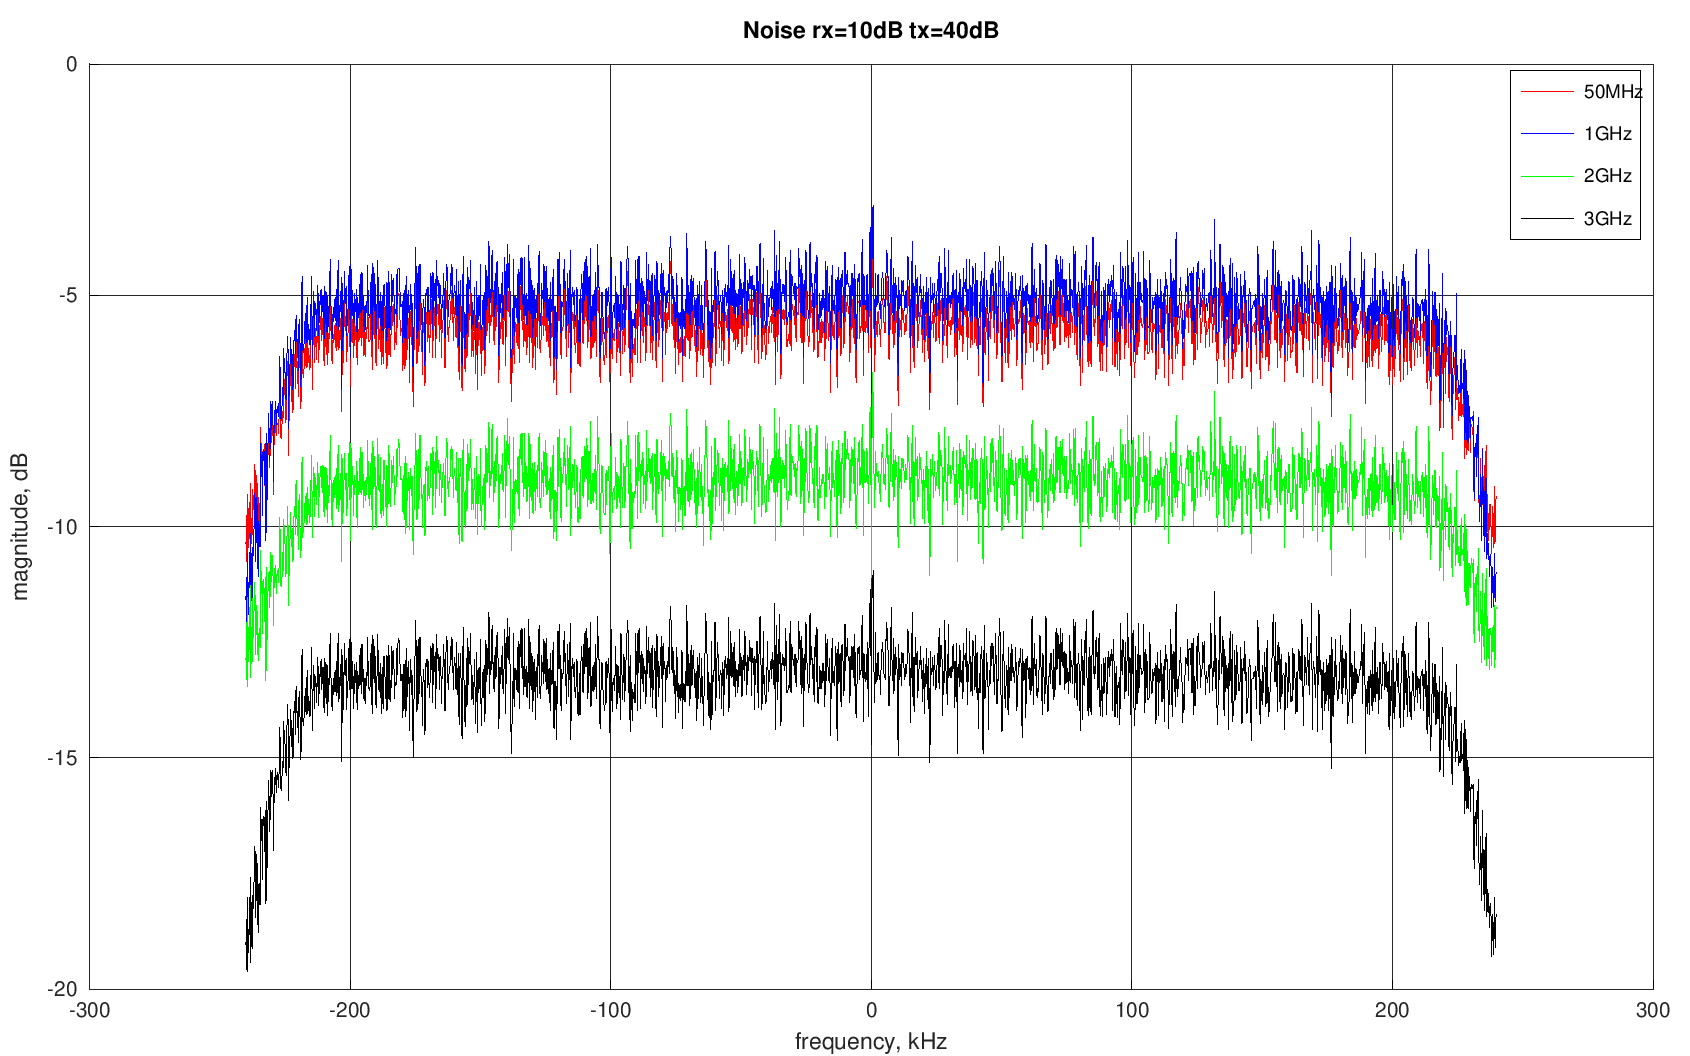 Noise rx=10dB tx=40dB
0
50MHz
1GHz
2GHz
3GHz
-5
magnitude, dB
-10
-15
-20
-300
-200
-100
0
100
200
300
frequency, kHz